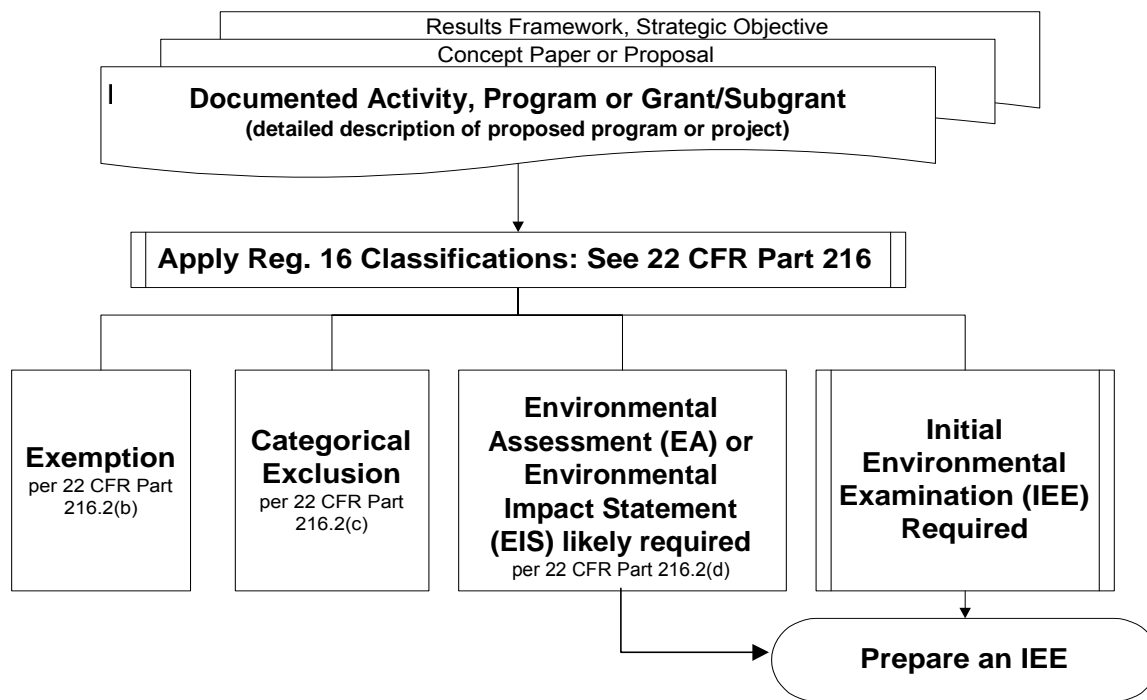 Results Framework, Strategic Objective
Concept Paper or Proposal
Documented Activity, Program or Grant/Subgrant
(detailed description of proposed program or project)
Apply Reg. 16 Classifications: See 22 CFR Part 216
Exemption
per 22 CFR Part
216.2(b)
Categorical
Exclusion
per 22 CFR Part
216.2(c)
Environmental
Assessment (EA) or
Environmental
Impact Statement
(EIS) likely required
per 22 CFR Part 216.2(d)
Initial
Environmental
Examination (IEE)
Required
Prepare an IEE